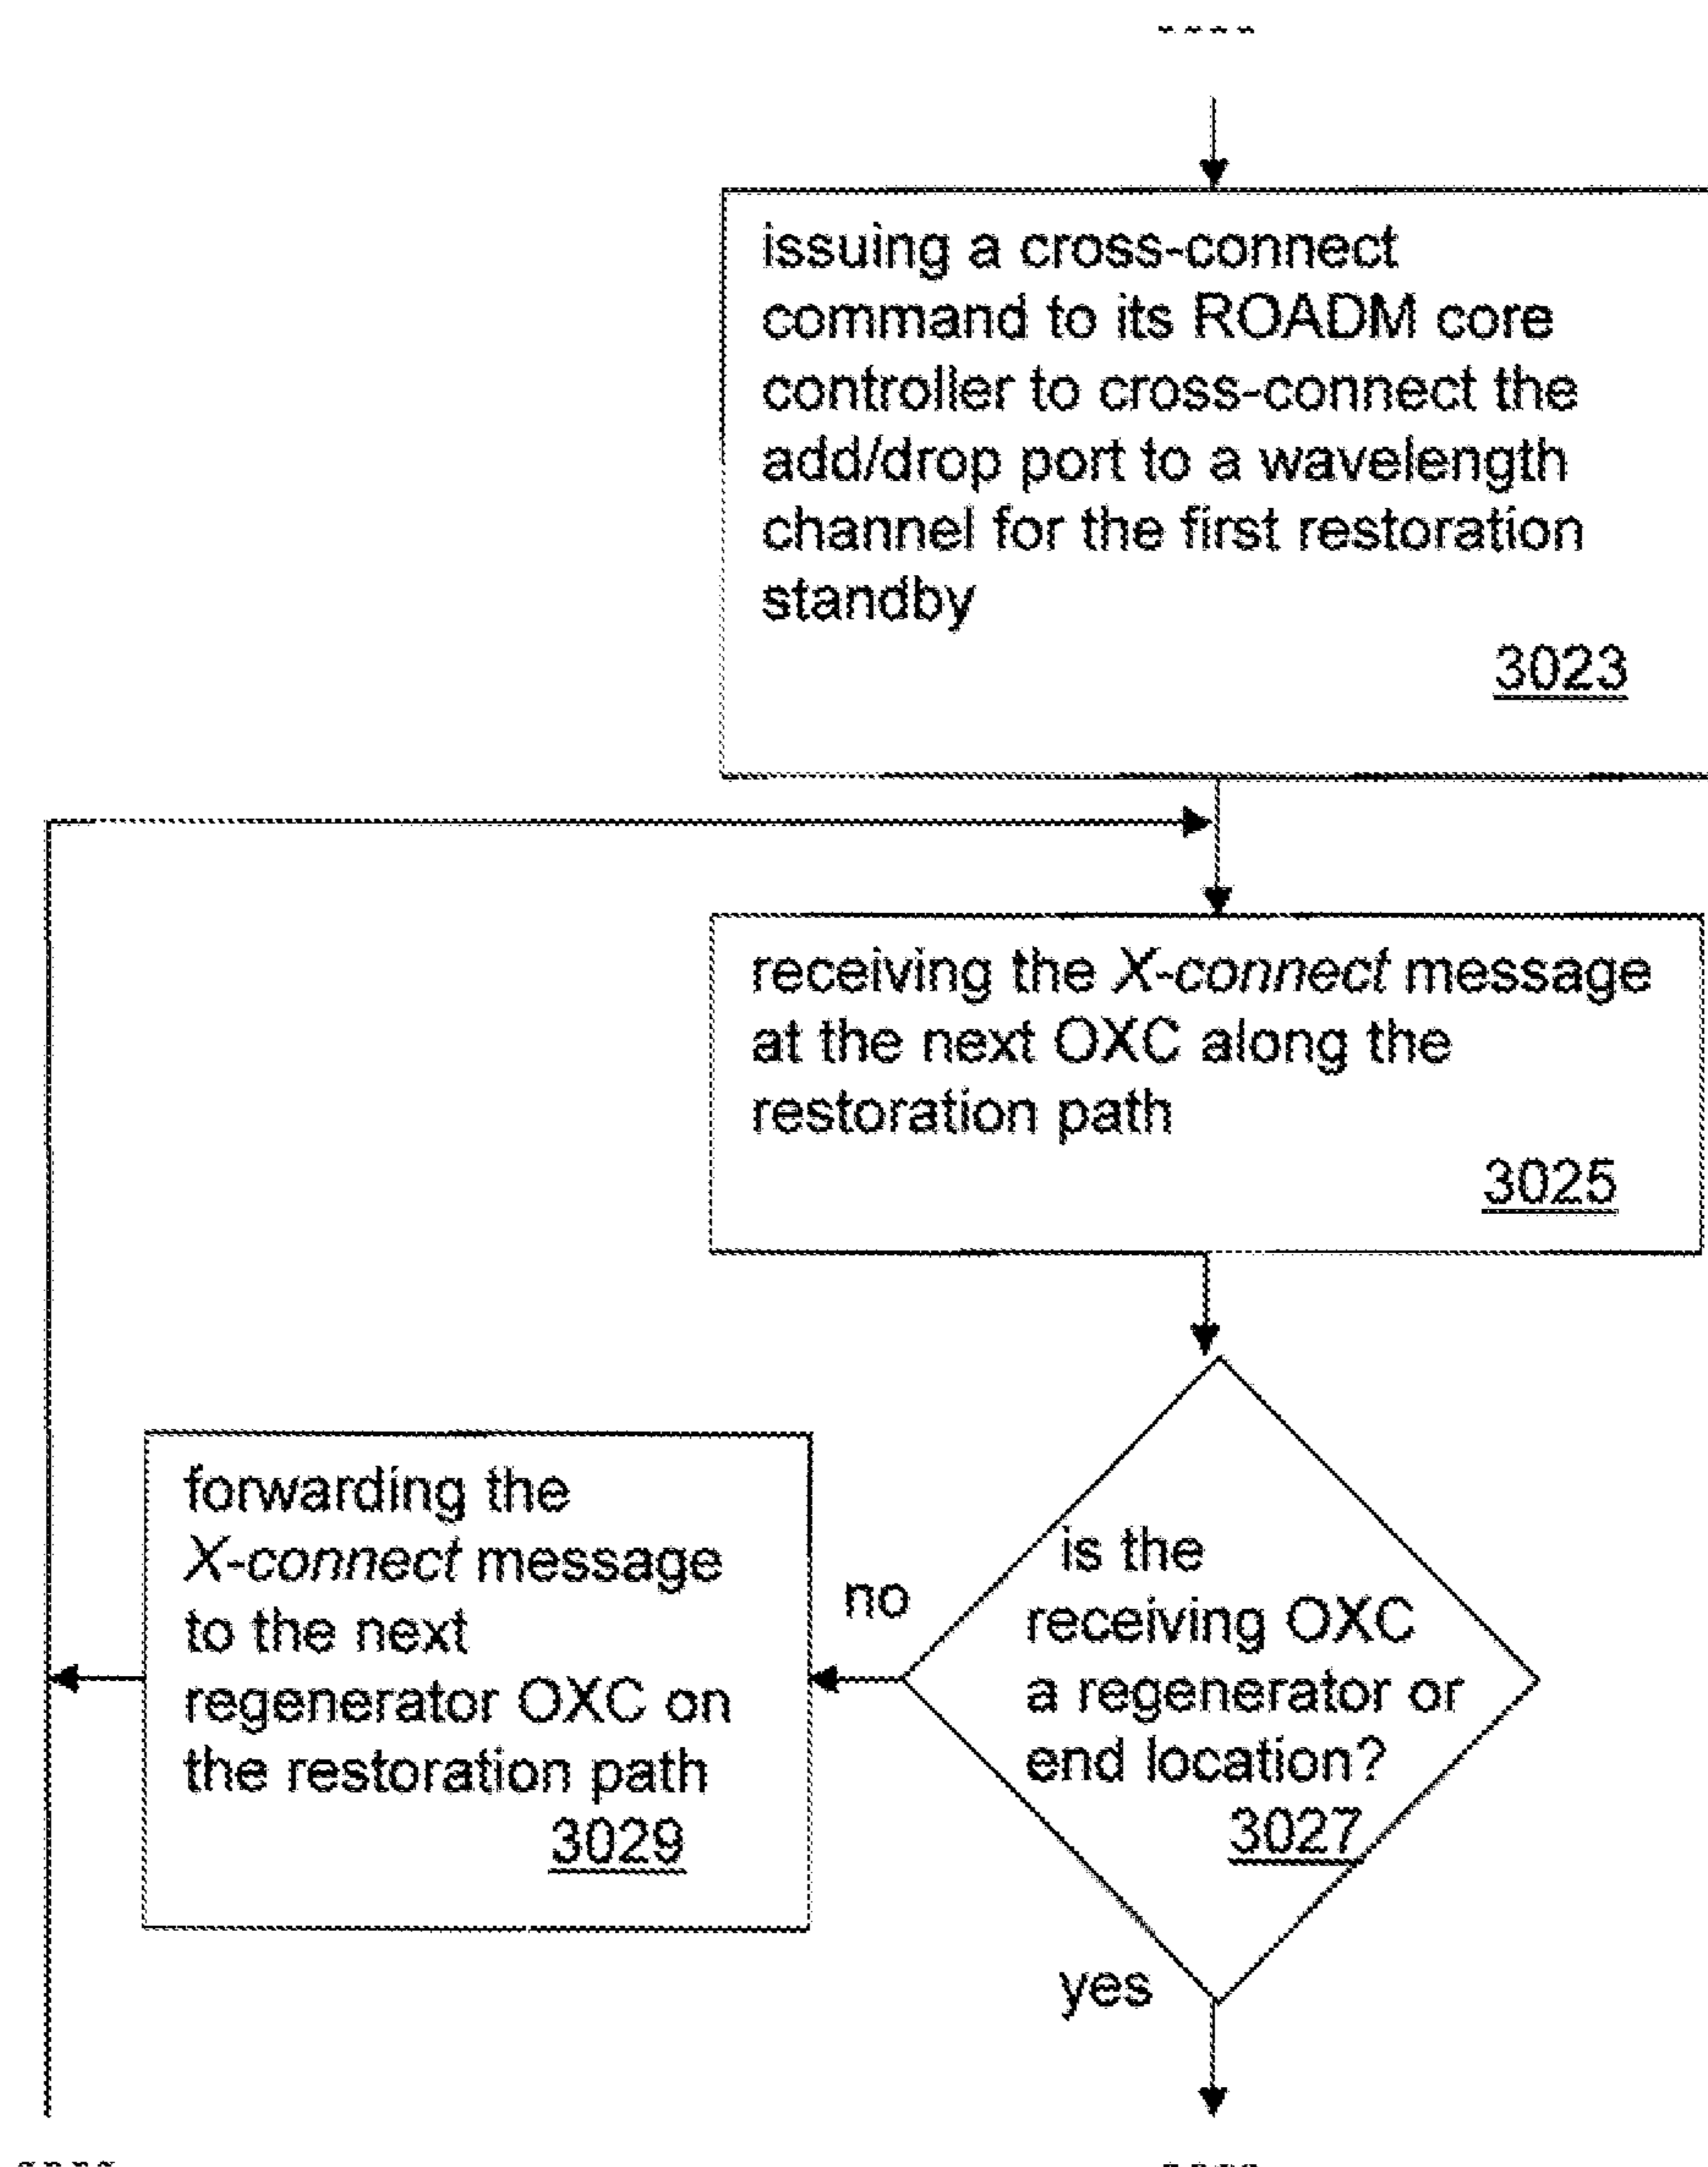 issuing a cross-connect
command to its ROADM core
controller to cross-connect the
add/drop port to a wavelength
channel for the first restoration
standby
3023
receiving the X-connect message
at the next OXC along the
restoration path
3025
is the
receiving OXC
a regenerator or
end location?
3027
no
forwarding the
X-connect message
to the next
regenerator OXC on
the restoration path
3029
yes